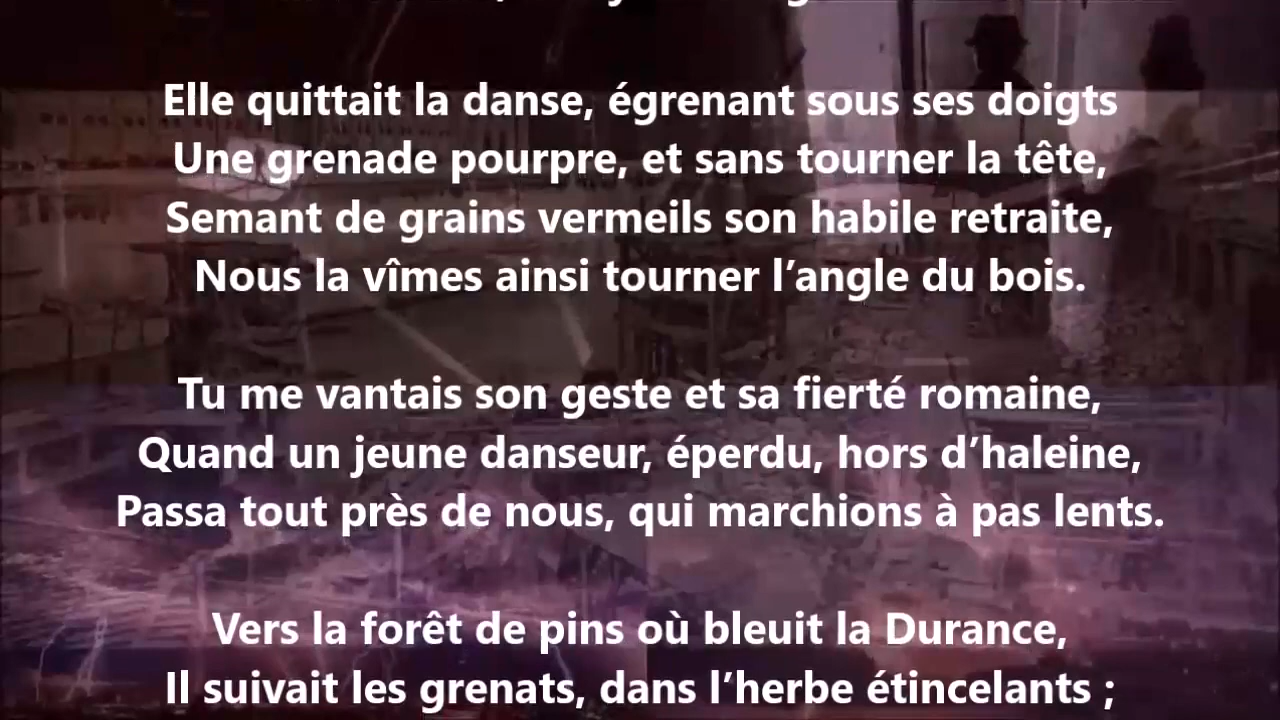 Elle quittait la danse, égrenant sous ses doigts
Une grenade pourpre, et sans tourner la tête,
Semant de grains vermeils son habile retraite,
Nous la vîmes ainsi tourner l’angle du bois.
Tu me vantais son geste et sa fierté romaine,
Quand un jeune danseur, éperdu, hors d’haleine,
Passa tout près de nous, qui marchions à pas lents.
Vers la forêt de pins où bleuit la Durance,
Il suivait les grenats, dans l’herbe étincelants ;